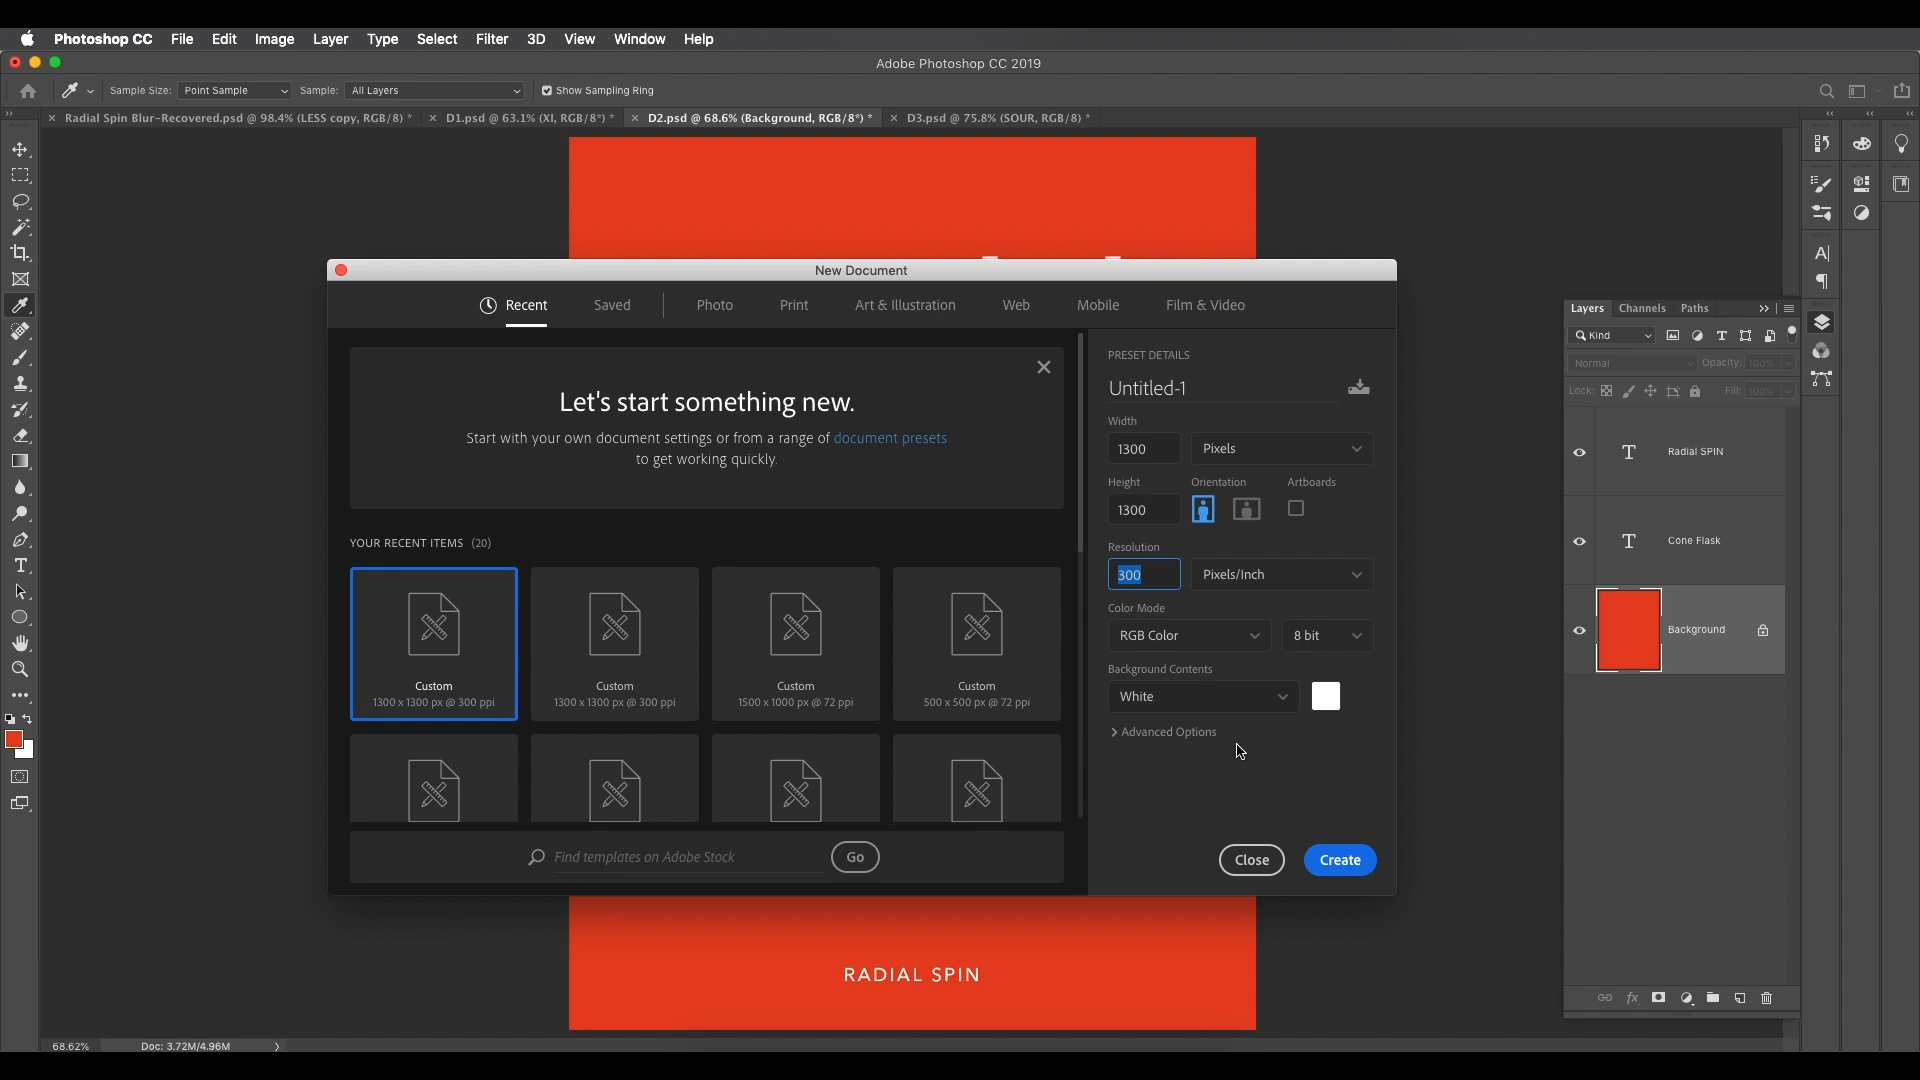 Photoshop CC File Edit Image Layer Type Select Filter 3D View Window Help
Adobe Photoshop CC 2019
Sample Size: Point Sample Sample: All Layers Show Sampling Ring
Radial Spin Blur-Recovered.psd @ 98.4% (LESS copy, RGB/8) * D1.psd @ 63.1% (XI, RGB/8*) * D2.psd @ 68.6% (Background, RGB/8*) * D3.psd @ 75.8% (SOUR, RGB/8) *
New Document
Recent Saved Photo Print Art & Illustration Web Mobile Film & Video
Let's start something new.
Start with your own document settings or from a range of document presets
to get working quickly.
YOUR RECENT ITEMS (20)
Custom
1300 x 1300 px @ 300 ppi
Custom
1300 x 1300 px @ 300 ppi
Custom
1500 x 1000 px @ 72 ppi
Custom
500 x 500 px @ 72 ppi
Find templates on Adobe Stock Go
PRESET DETAILS
Untitled-1
Width
1300 Pixels
Height Orientation Artboards
1300
Resolution
300 Pixels/Inch
Color Mode
RGB Color 8 bit
Background Contents
White
Advanced Options
Close Create
Layers Channels Paths
Kind
Normal Opacity: 100%
Lock: Fill: 100%
Radial SPIN
Cone Flask
Background
RADIAL SPIN
68.62% Doc: 3.72M/4.96M